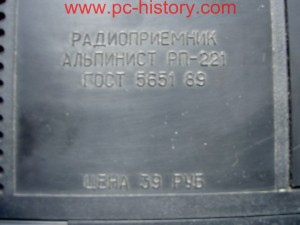 www.pc-history.com
РАДИОПРИЕМНИК
АЛЬПИНИСТ РП-221
ГОСТ 5651 89
ЦЕНА 39 РУБ